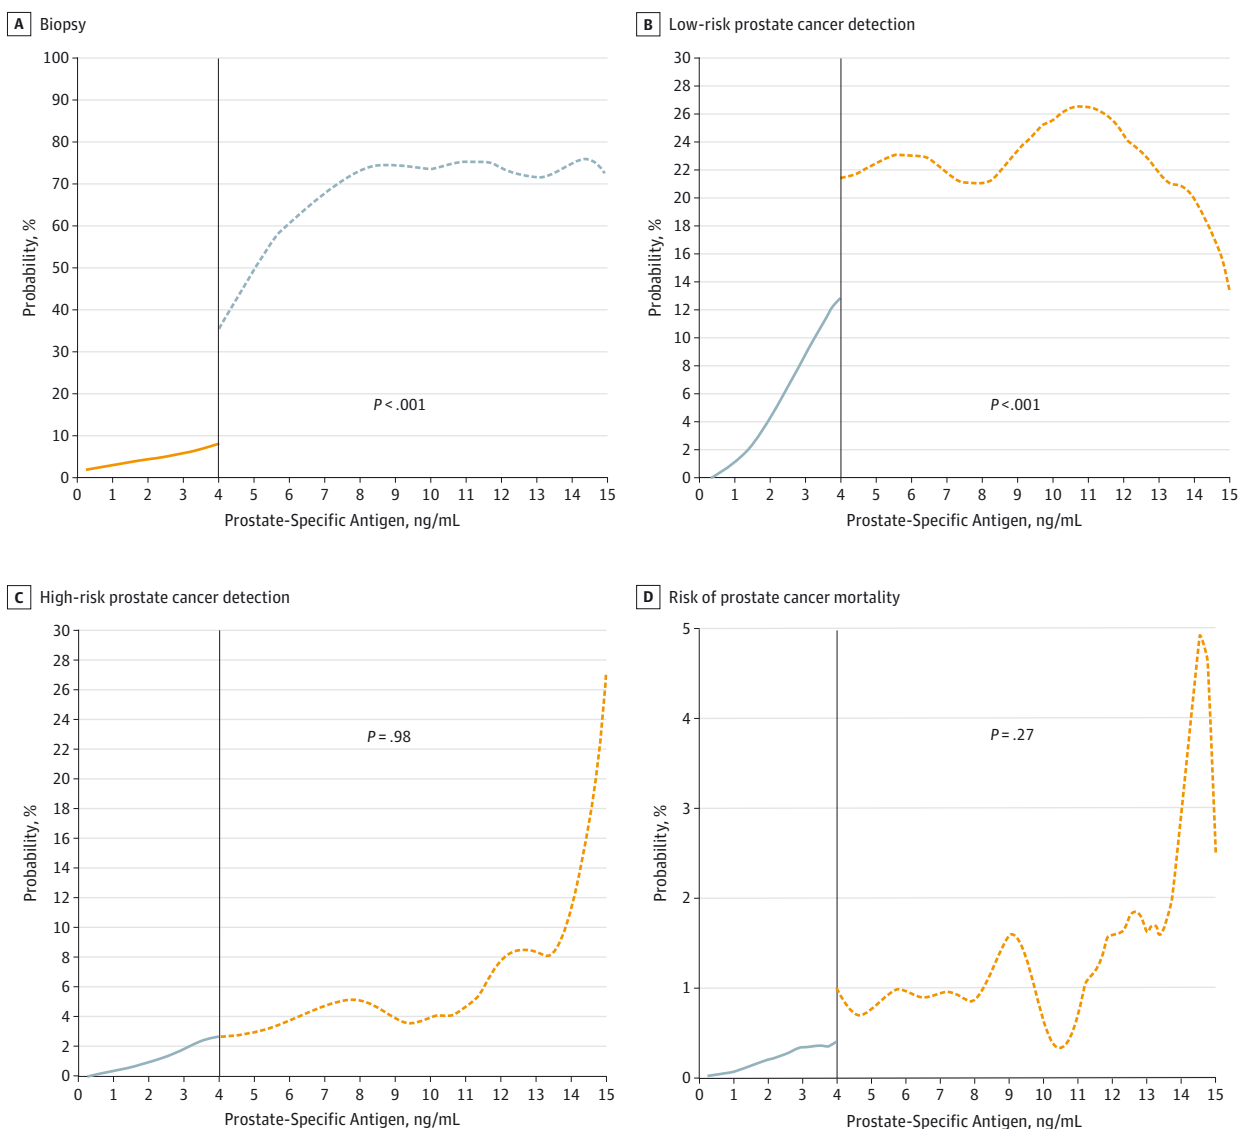 A Biopsy
100
90
80
70
60
50
40
30
20
10
0
Probability, %
P < .001
0 1 2 3 4 5 6 7 8 9 10 11 12 13 14 15
Prostate-Specific Antigen, ng/mL
B Low-risk prostate cancer detection
30
28
26
24
22
20
18
16
14
12
10
8
6
4
2
0
Probability, %
P <.001
0 1 2 3 4 5 6 7 8 9 10 11 12 13 14 15
Prostate-Specific Antigen, ng/mL
C High-risk prostate cancer detection
30
28
26
24
22
20
18
16
14
12
10
8
6
4
2
0
Probability, %
P = .98
0 1 2 3 4 5 6 7 8 9 10 11 12 13 14 15
Prostate-Specific Antigen, ng/mL
D Risk of prostate cancer mortality
5
4
3
2
1
0
Probability, %
P = .27
0 1 2 3 4 5 6 7 8 9 10 11 12 13 14 15
Prostate-Specific Antigen, ng/mL